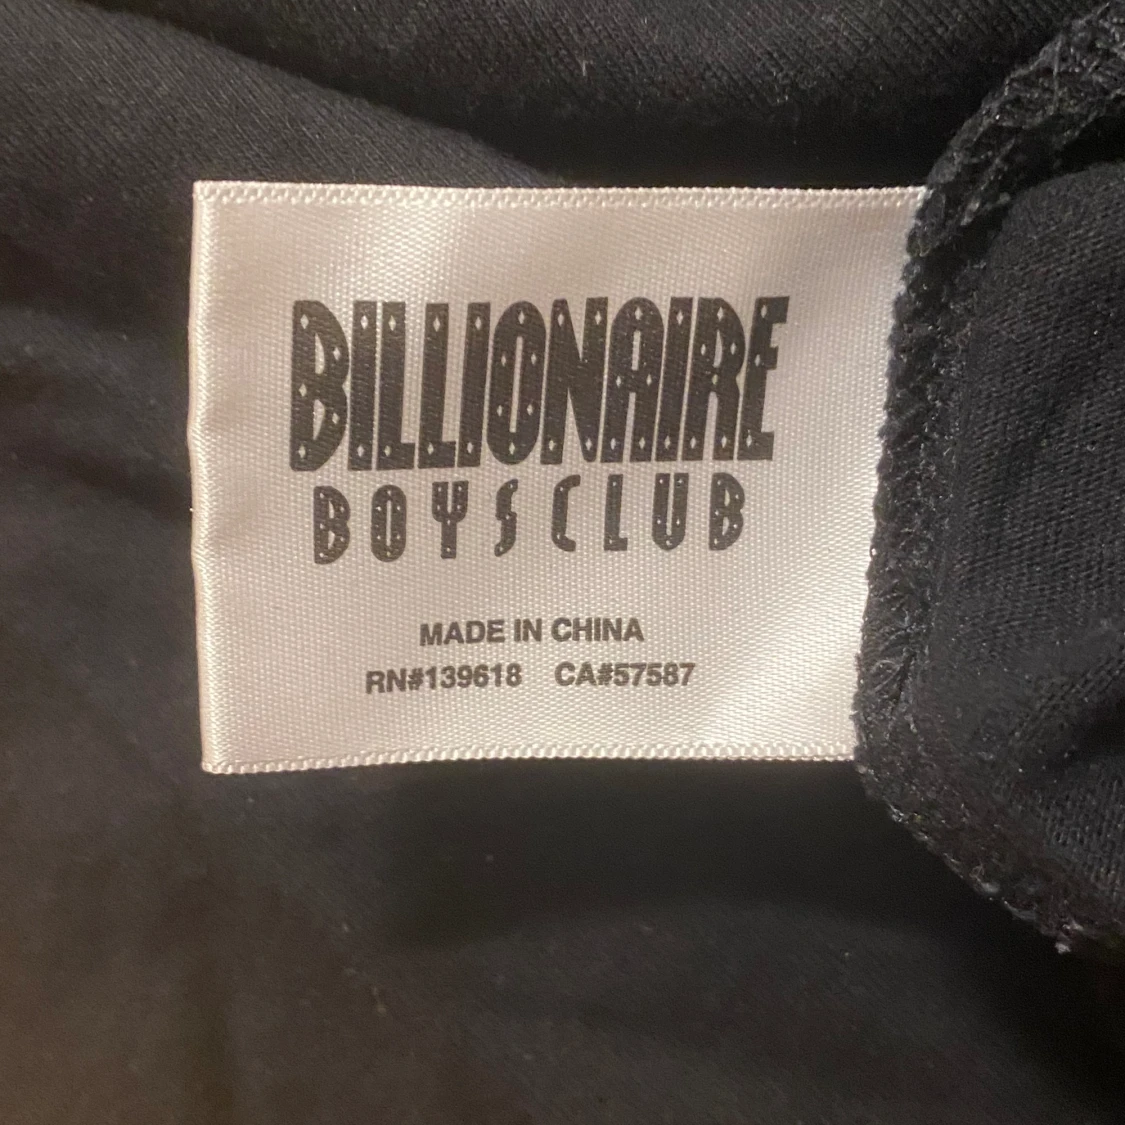 BILLIONAIRE
BOYS CLUB
MADE IN CHINA
RN#139618 CA#57587